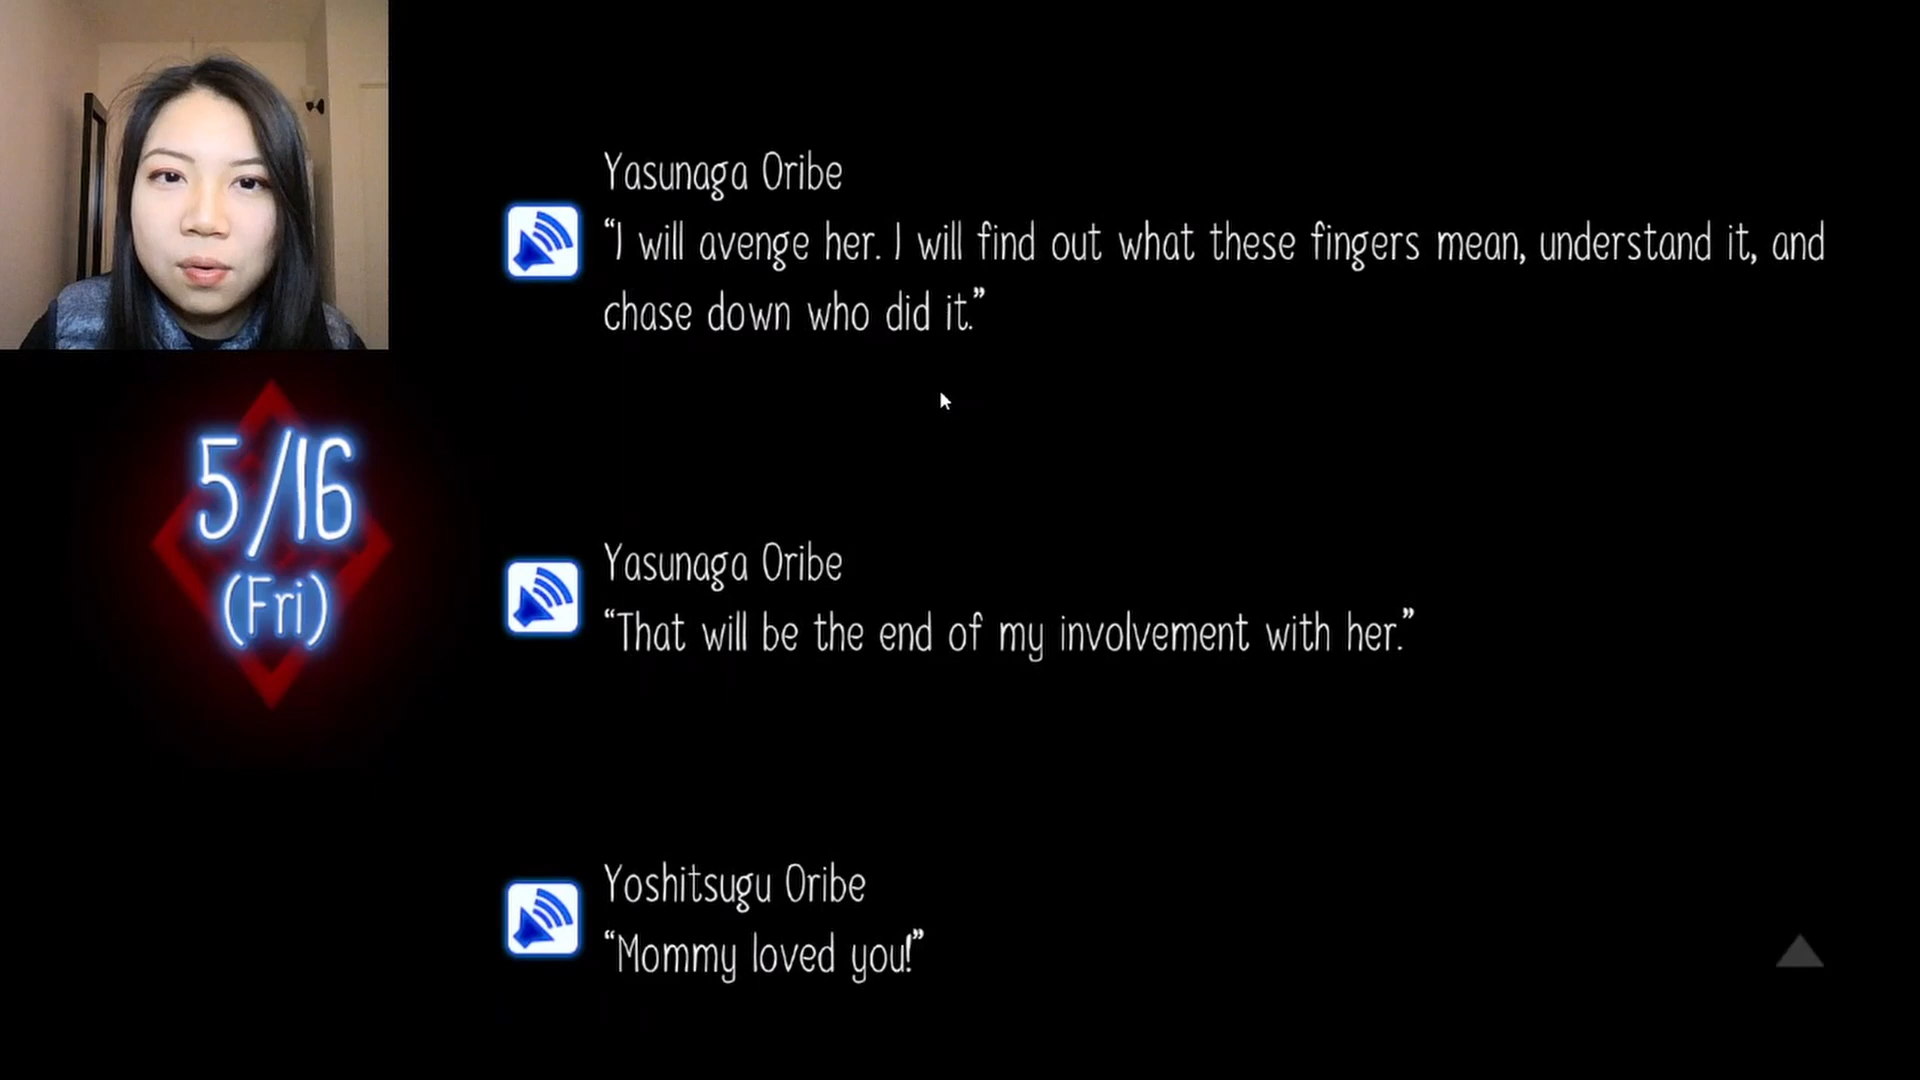 Yasunaga Oribe
“I will avenge her. I will find out what these fingers mean, understand it, and
chase down who did it.”
5/16
(Fri)
Yasunaga Oribe
“That will be the end of my involvement with her.”
Yoshitsugu Oribe
“Mommy loved you!”